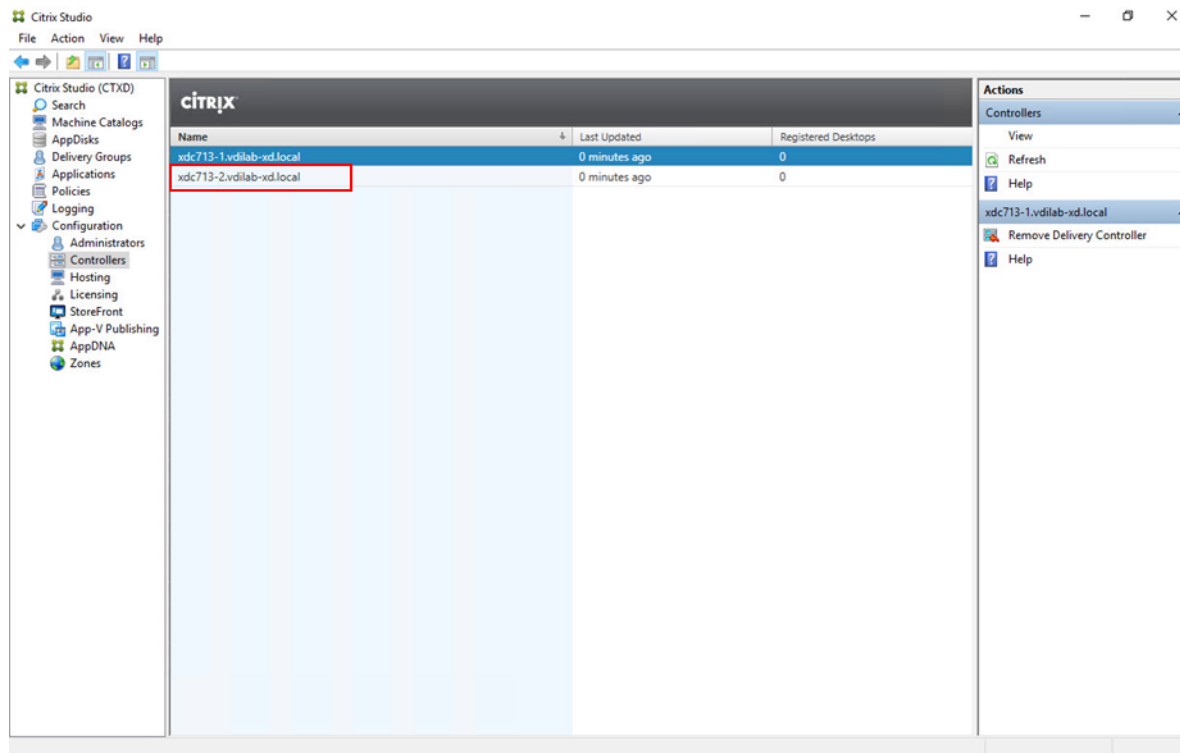 Citrix Studio
File Action View Help
Citrix Studio (CTXD)
Search
Machine Catalogs
AppDisks
Delivery Groups
Applications
Policies
Logging
Configuration
Administrators
Controllers
Hosting
Licensing
StoreFront
App-V Publishing
AppDNA
Zones
CİTRIX
Name Last Updated Registered Desktops
xdc713-1.vdilab-xd.local 0 minutes ago 0
xdc713-2.vdilab-xd.local 0 minutes ago 0
Actions
Controllers
View
Refresh
Help
xdc713-1.vdilab-xd.local
Remove Delivery Controller
Help